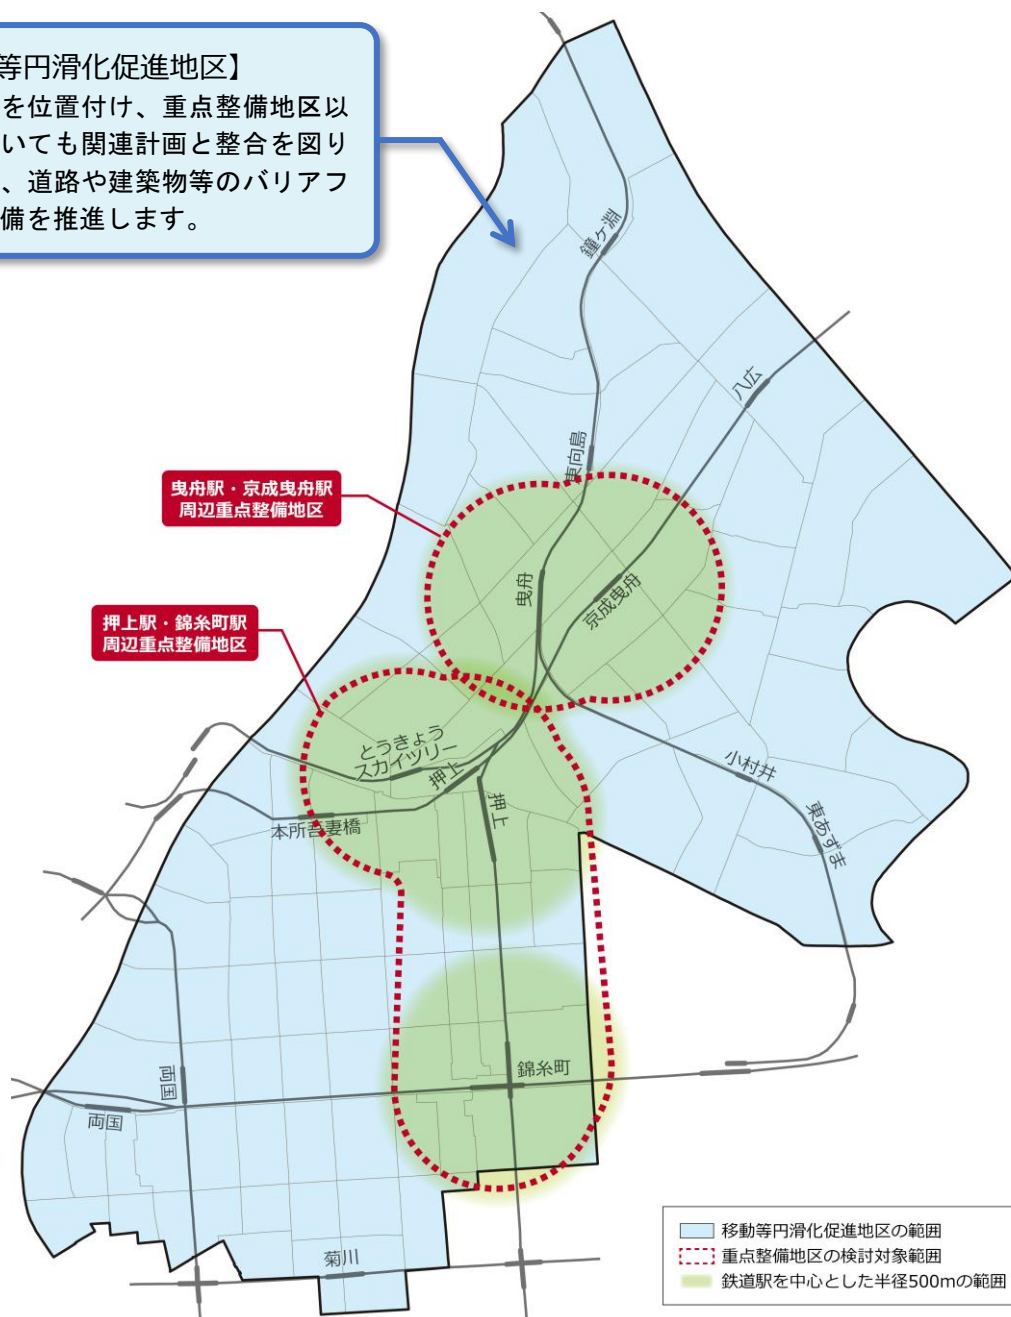 等円滑化促進地区】
を位置付け、重点整備地区以
いても関連計画と整合を図り
、道路や建築物等のバリアフ
備を推進します。
鐘ヶ淵
八広
東向島
曳舟駅・京成曳舟駅
周辺重点整備地区
曳舟
京成曳舟
押上駅・錦糸町駅
周辺重点整備地区
とうきょう
スカイツリー
押上
押上
小村井
東あずま
本所吾妻橋
錦糸町
両国
両国
菊川
移動等円滑化促進地区の範囲
重点整備地区の検討対象範囲
鉄道駅を中心とした半径500mの範囲